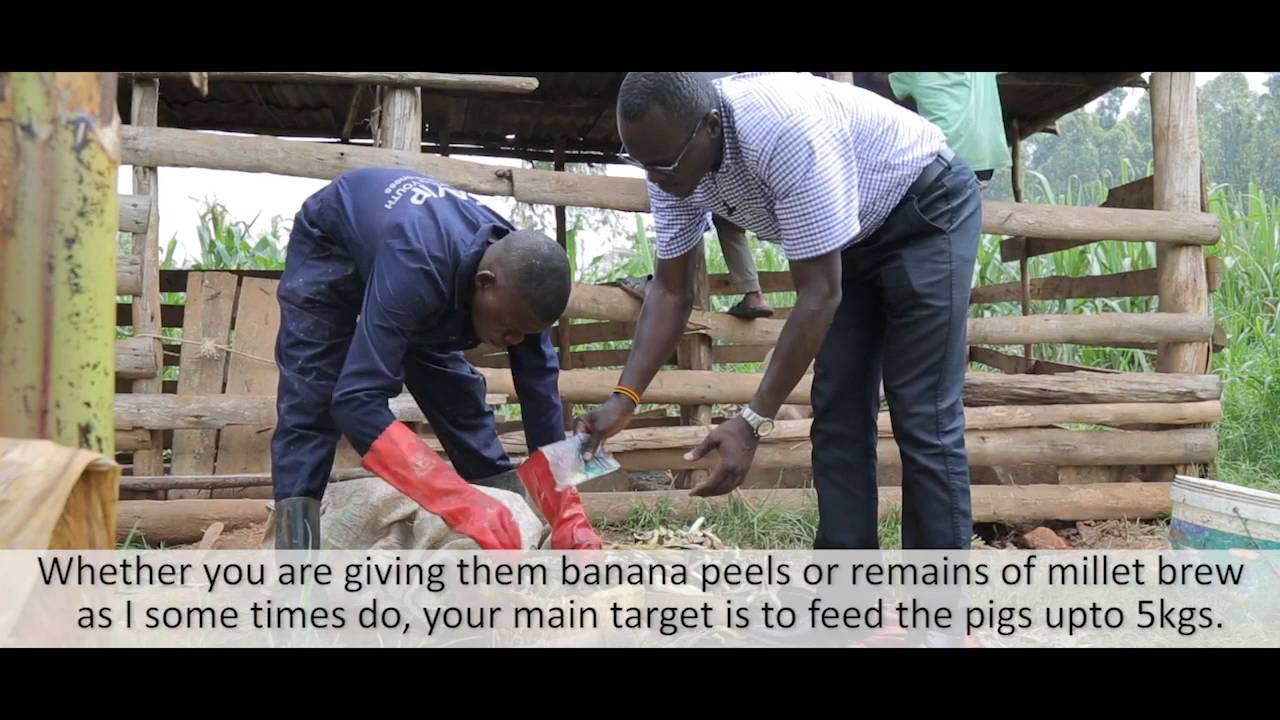 YOUTH
Whether you are giving them banana peels or remains of millet brew
as I some times do, your main target is to feed the pigs upto 5kgs.